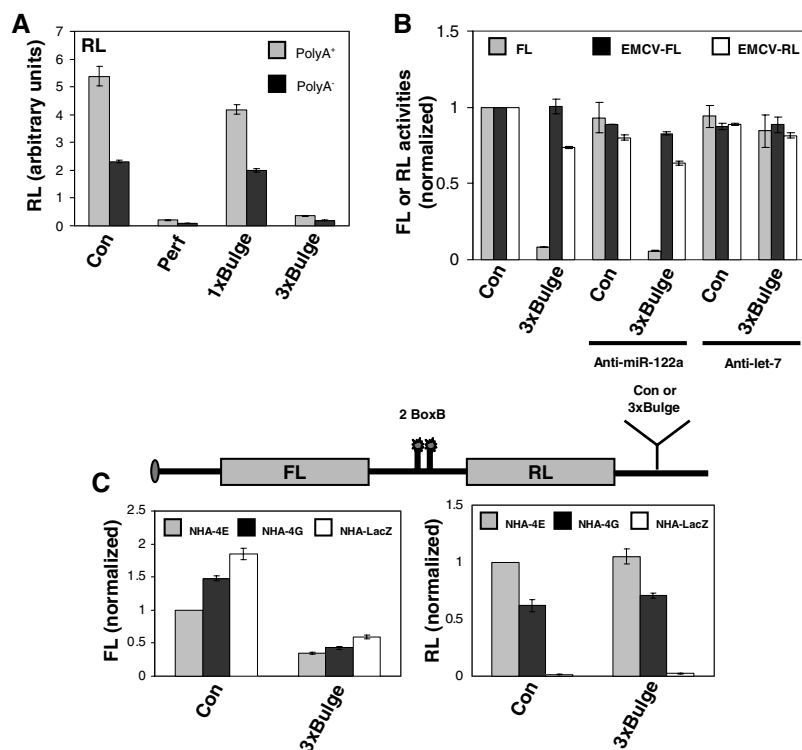 A
RL
PolyA+
PolyA-
RL (arbitrary units)
7
6
5
4
3
2
1
0
Con
Perf
1xBulge
3xBulge
B
FL
EMCV-FL
EMCV-RL
FL or RL activities
(normalized)
1.5
1
0.5
0
Con
3xBulge
Con
3xBulge
Con
3xBulge
Anti-miR-122a
Anti-let-7
Con or
3xBulge
2 BoxB
FL
RL
C
FL (normalized)
2.5
2
1.5
1
0.5
0
NHA-4E
NHA-4G
NHA-LacZ
Con
3xBulge
RL (normalized)
1.5
1
0.5
0
NHA-4E
NHA-4G
NHA-LacZ
Con
3xBulge